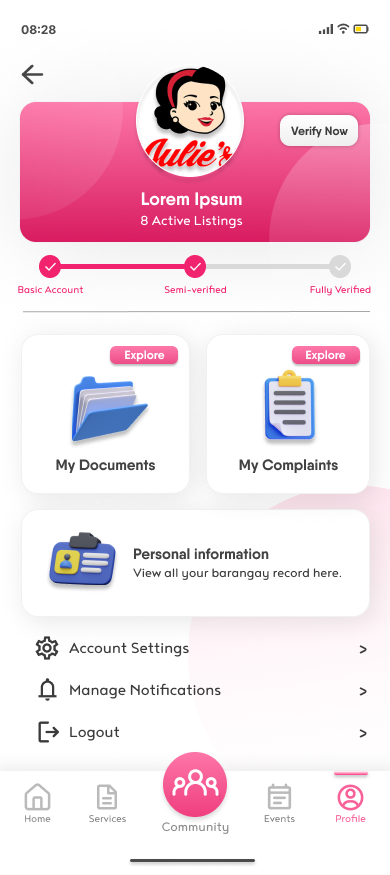 08:28
Julie's
Verify Now
Lorem Ipsum
8 Active Listings
Basic Account
Semi-verified
Fully Verified
Explore
Explore
My Documents
My Complaints
Personal information
View all your barangay record here.
Account Settings >
Manage Notifications >
Logout >
Home
Services
Community
Events
Profile